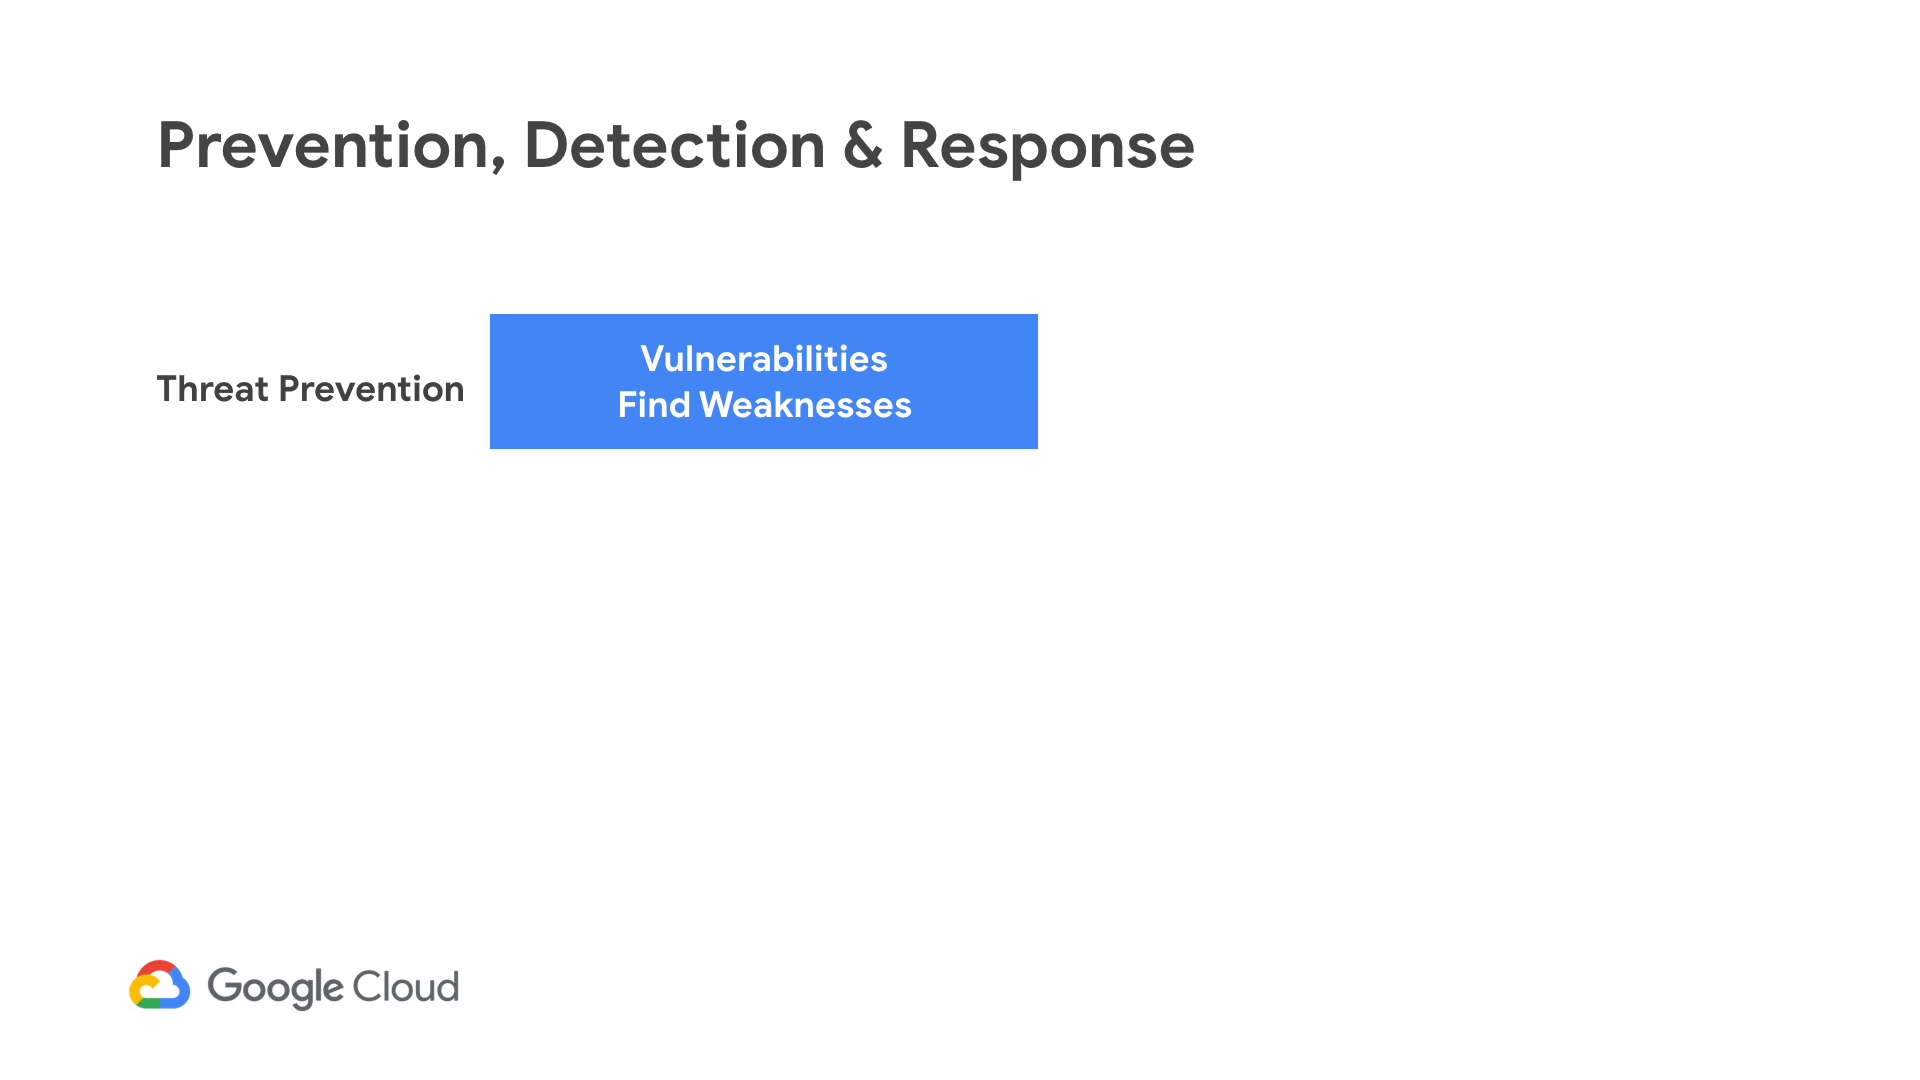 Prevention, Detection & Response
Threat Prevention
Vulnerabilities
Find Weaknesses
Google Cloud